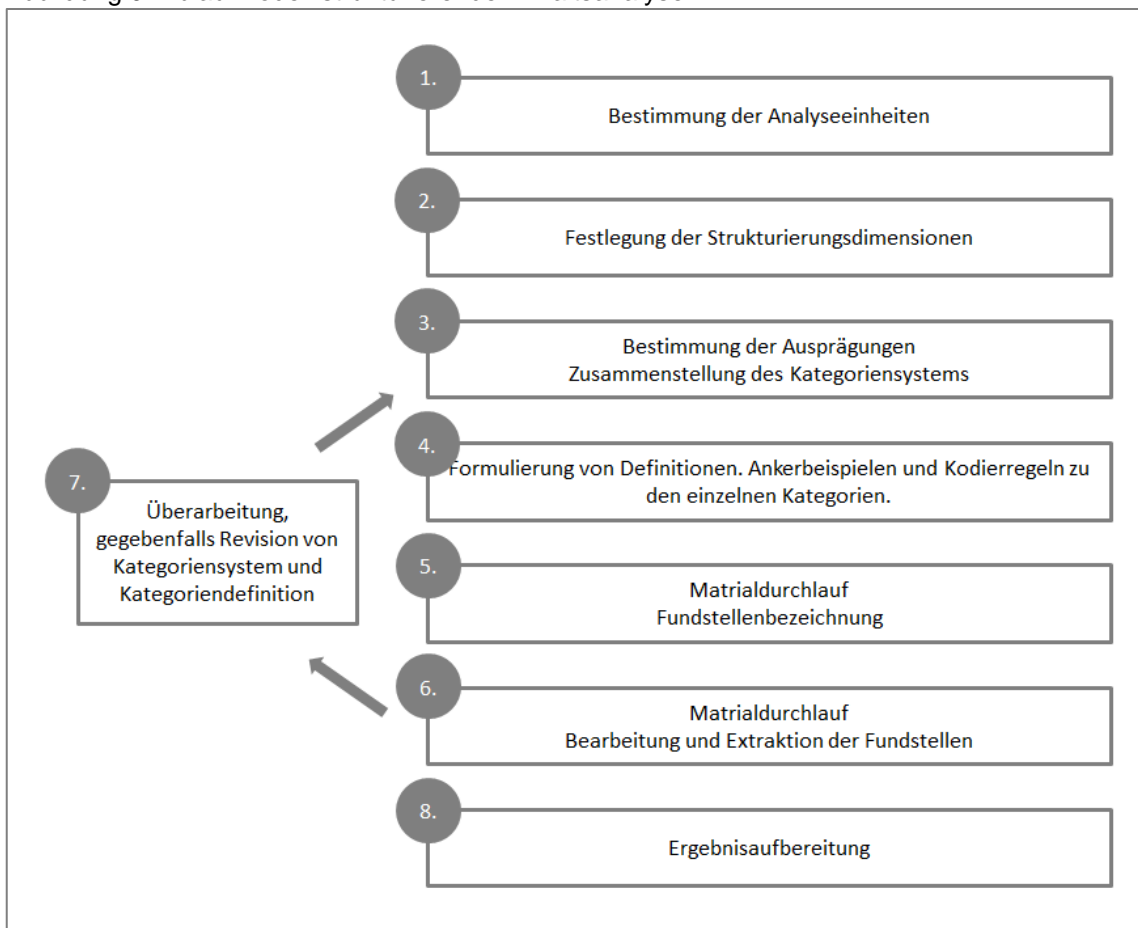 1.
Bestimmung der Analyseeinheiten
2.
Festlegung der Strukturierungsdimensionen
3.
Bestimmung der Ausprägungen
Zusammenstellung des Kategoriensystems
4.
Formulierung von Definitionen. Ankerbeispielen und Kodierregeln zu
den einzelnen Kategorien.
5.
Matrialdurchlauf
Fundstellenbezeichnung
6.
Matrialdurchlauf
Bearbeitung und Extraktion der Fundstellen
7.
Überarbeitung,
gegebenfalls Revision von
Kategoriensystem und
Kategoriendefinition
8.
Ergebnisaufbereitung